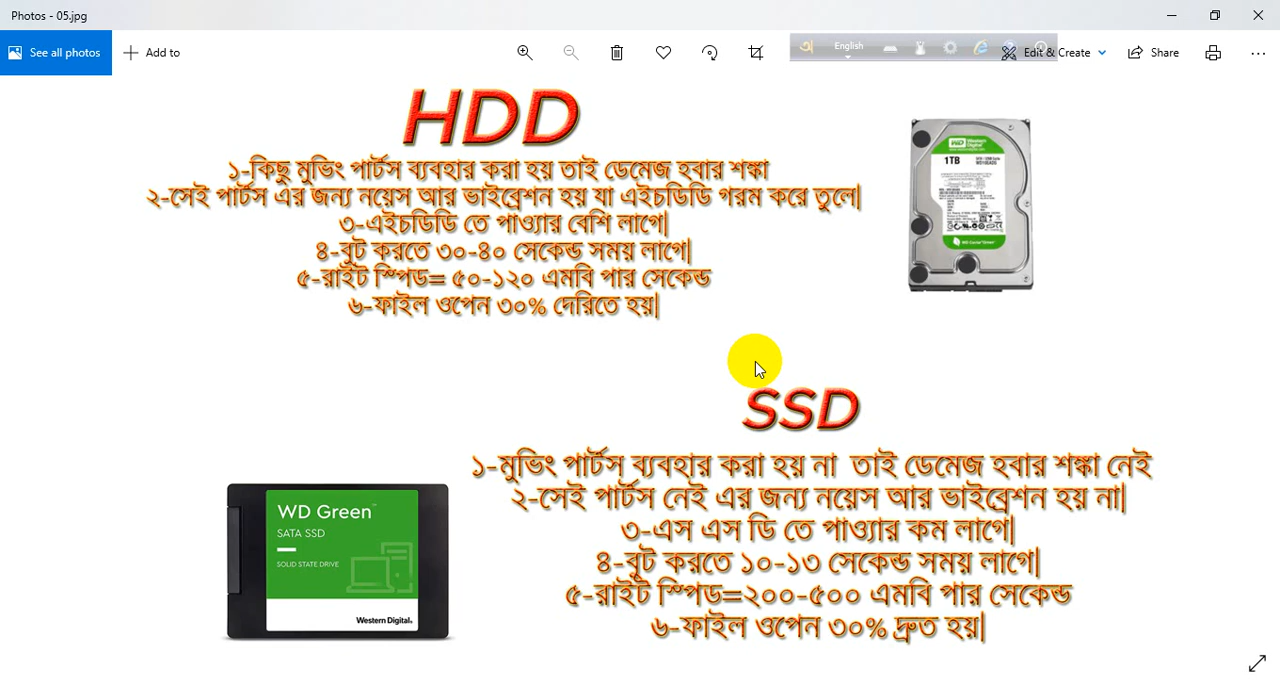 Photos - 05.jpg
See all photos
Add to
English
Edit & Create
Share
HDD
১-কিছু মুভিং পার্টস ব্যবহার করা হয় তাই ডেমেজ হবার শঙ্কা
২-সেই পার্টস এর জন্য নয়েস আর ভাইব্রেশন হয় যা এইচডিডি গরম করে তুলে|
৩-এইচডিডি তে পাও্যার বেশি লাগে|
৪-বুট করতে ৩০-৪০ সেকেন্ড সময় লাগে|
৫-রাইট স্পিড= ৫০-১২০ এমবি পার সেকেন্ড
৬-ফাইল ওপেন ৩০% দেরিতে হয়|
WD Western Digital
1TB
SSD
১-মুভিং পার্টস ব্যবহার করা হয় না তাই ডেমেজ হবার শঙ্কা নেই
২-সেই পার্টস নেই এর জন্য নয়েস আর ভাইব্রেশন হয় না|
৩-এস এস ডি তে পাও্যার কম লাগে|
৪-বুট করতে ১০-১৩ সেকেন্ড সময় লাগে|
৫-রাইট স্পিড=২০০-৫০০ এমবি পার সেকেন্ড
৬-ফাইল ওপেন ৩০% দ্রুত হয়|
WD Green™
SATA SSD
SOLID STATE DRIVE
Western Digital.